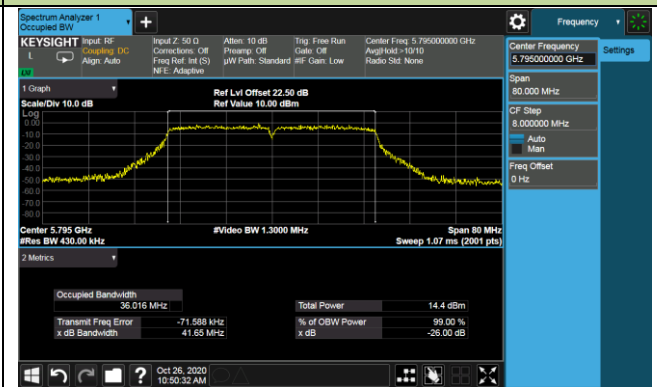 Spectrum Analyzer 1
Occupied BW
+
Frequency
KEYSIGHT Input: RF Input Z: 50 Ω Atten: 10 dB Trig: Free Run Center Freq: 5.795000000 GHz
L Coupling: DC Corrections: Off Preamp: Off Gate: Off Avg|Hold:>10/10
Align: Auto Freq Ref: Int (S) µW Path: Standard #IF Gain: Low Radio Std: None
NFE: Adaptive
Center Frequency
5.795000000 GHz
Settings
Span
80.000 MHz
CF Step
8.000000 MHz
Auto
Man
Freq Offset
0 Hz
1 Graph
Ref Lvl Offset 22.50 dB
Scale/Div 10.0 dB Ref Value 10.00 dBm
Log
0.00
-10.0
-20.0
-30.0
-40.0
-50.0
-60.0
-70.0
-80.0
Center 5.795 GHz #Video BW 1.3000 MHz Span 80 MHz
#Res BW 430.00 kHz Sweep 1.07 ms (2001 pts)
2 Metrics
Occupied Bandwidth
36.016 MHz Total Power 14.4 dBm
Transmit Freq Error -71.588 kHz % of OBW Power 99.00 %
x dB Bandwidth 41.65 MHz x dB -26.00 dB
? Oct 26, 2020
10:50:32 AM